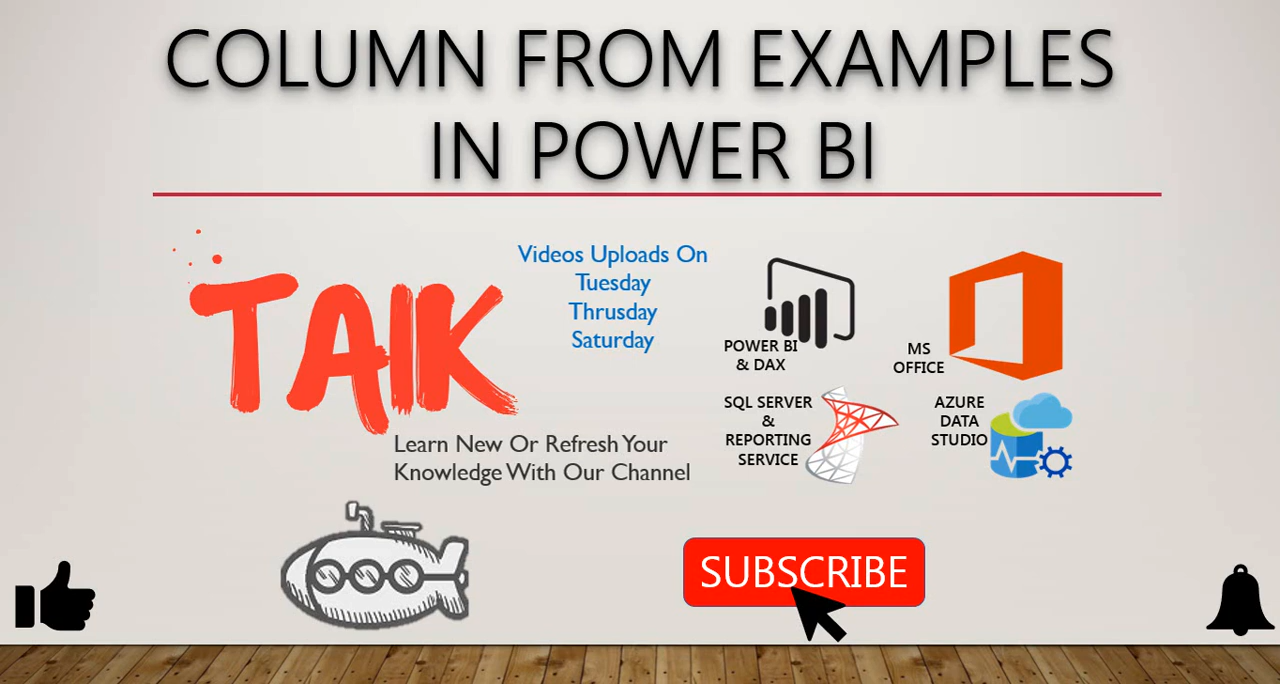 COLUMN FROM EXAMPLES
IN POWER BI
TAIK
Videos Uploads On
Tuesday
Thrusday
Saturday
Learn New Or Refresh Your
Knowledge With Our Channel
POWER BI
& DAX
MS
OFFICE
SQL SERVER
&
REPORTING
SERVICE
AZURE
DATA
STUDIO
SUBSCRIBE